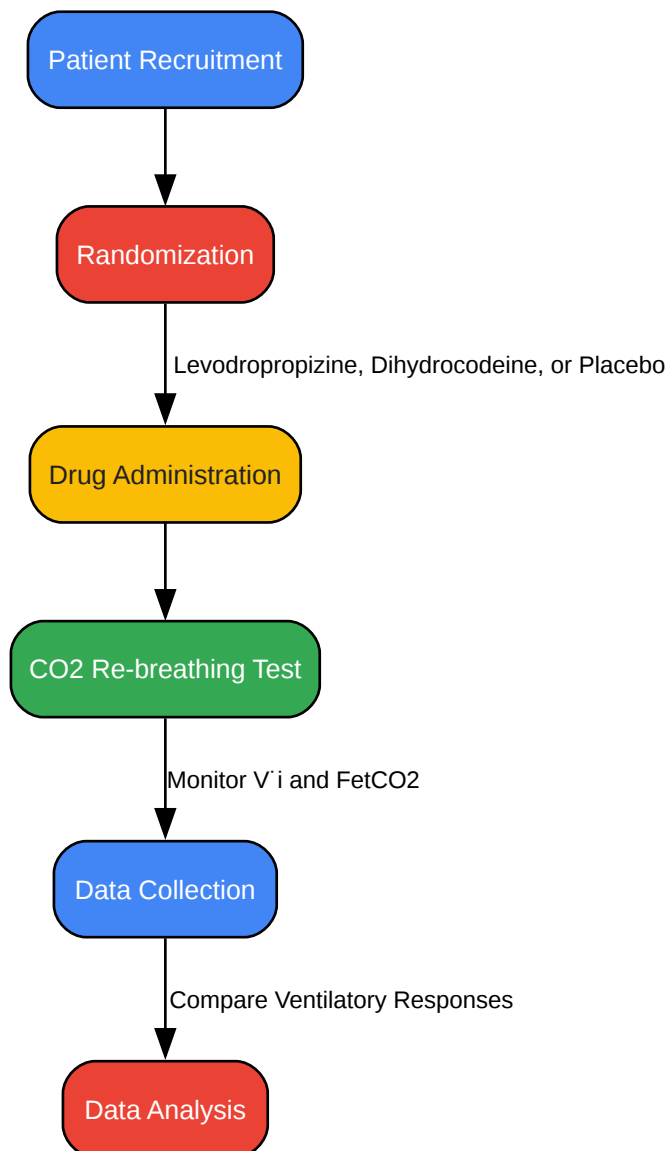 Patient Recruitment
Randomization
Levodropropizine, Dihydrocodeine, or Placebo
Drug Administration
CO2 Re-breathing Test
Monitor V˙i and FetCO2
Data Collection
Compare Ventilatory Responses
Data Analysis